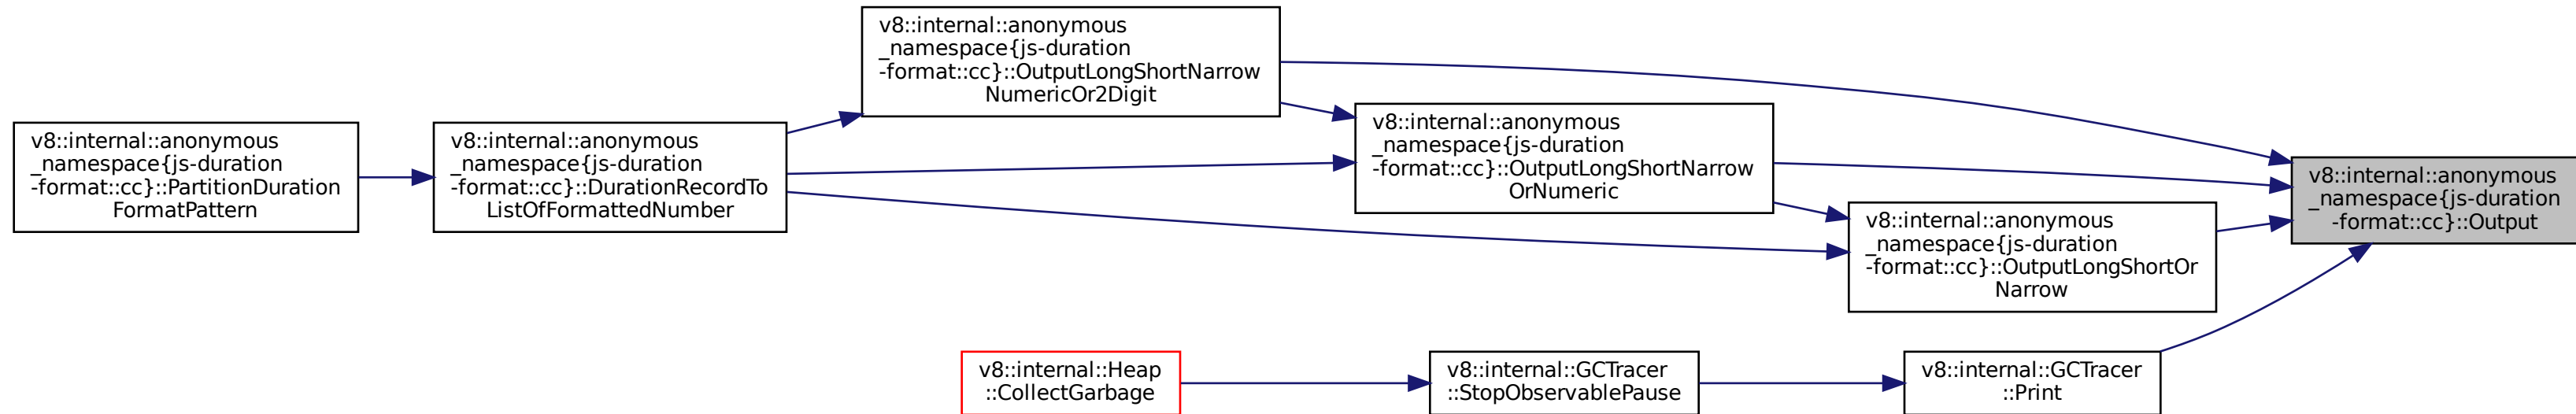 v8::internal::anonymous
_namespace{js-duration
-format::cc}::PartitionDuration
FormatPattern
v8::internal::anonymous
_namespace{js-duration
-format::cc}::DurationRecordTo
ListOfFormattedNumber
v8::internal::anonymous
_namespace{js-duration
-format::cc}::OutputLongShortNarrow
NumericOr2Digit
v8::internal::anonymous
_namespace{js-duration
-format::cc}::OutputLongShortNarrow
OrNumeric
v8::internal::anonymous
_namespace{js-duration
-format::cc}::OutputLongShortOr
Narrow
v8::internal::anonymous
_namespace{js-duration
-format::cc}::Output
v8::internal::Heap
::CollectGarbage
v8::internal::GCTracer
::StopObservablePause
v8::internal::GCTracer
::Print